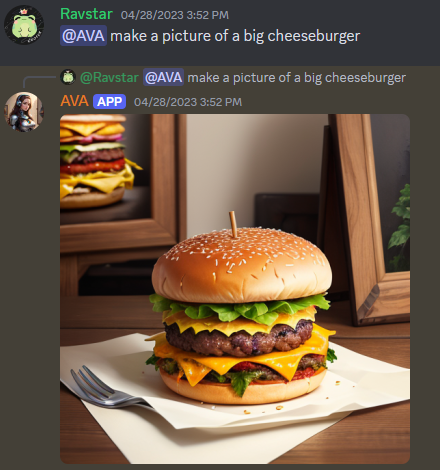 Ravstar 04/28/2023 3:52 PM
@AVA make a picture of a big cheeseburger
@Ravstar @AVA make a picture of a big cheeseburger
AVA APP 04/28/2023 3:52 PM